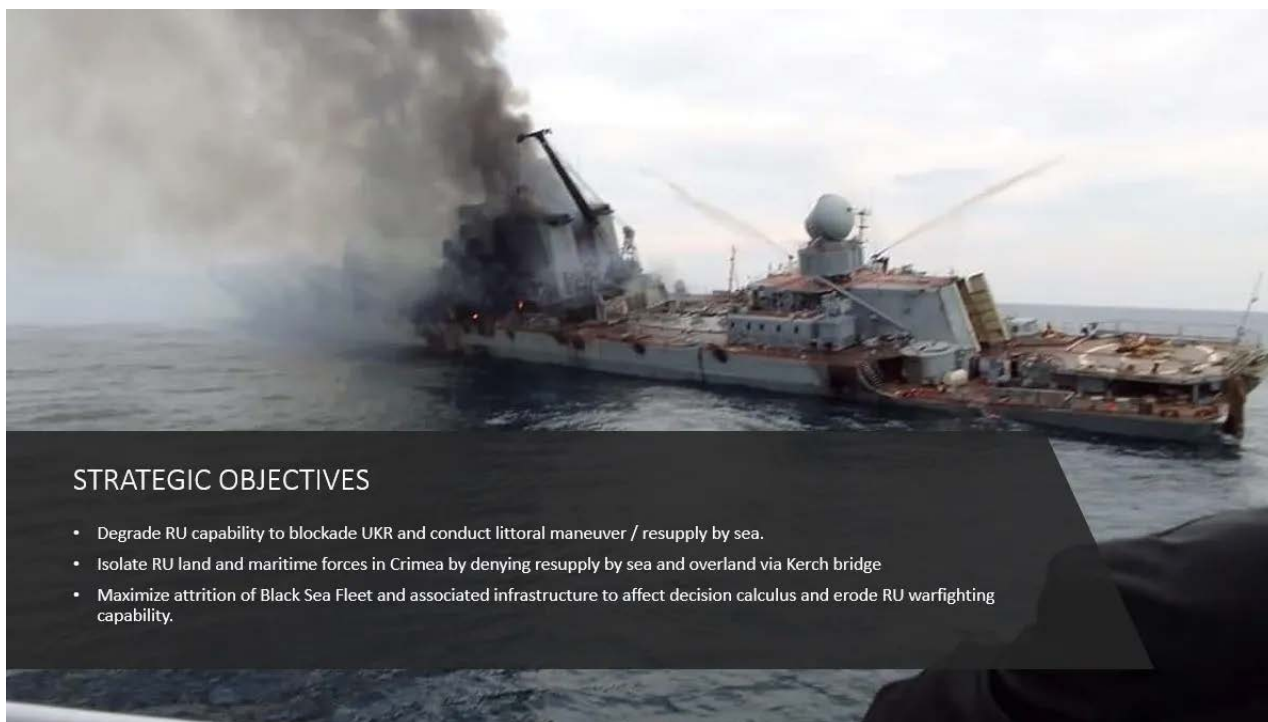 STRATEGIC OBJECTIVES
• Degrade RU capability to blockade UKR and conduct littoral maneuver / resupply by sea.
• Isolate RU land and maritime forces in Crimea by denying resupply by sea and overland via Kerch bridge
• Maximize attrition of Black Sea Fleet and associated infrastructure to affect decision calculus and erode RU warfighting
capability.